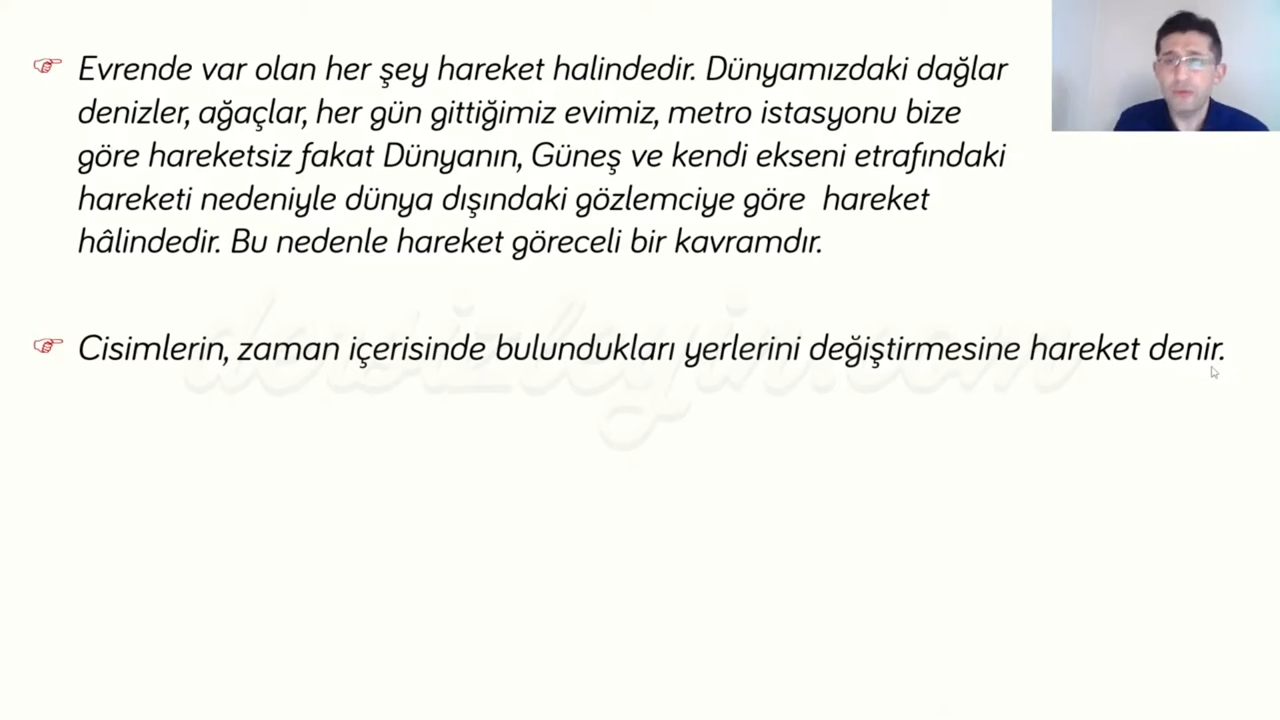 Evrende var olan her şey hareket halindedir. Dünyamızdaki dağlar
denizler, ağaçlar, her gün gittiğimiz evimiz, metro istasyonu bize
göre hareketsiz fakat Dünyanın, Güneş ve kendi ekseni etrafındaki
hareketi nedeniyle dünya dışındaki gözlemciye göre hareket
hâlindedir. Bu nedenle hareket göreceli bir kavramdır.
Cisimlerin, zaman içerisinde bulundukları yerlerini değiştirmesine hareket denir.
dersizleyin.com